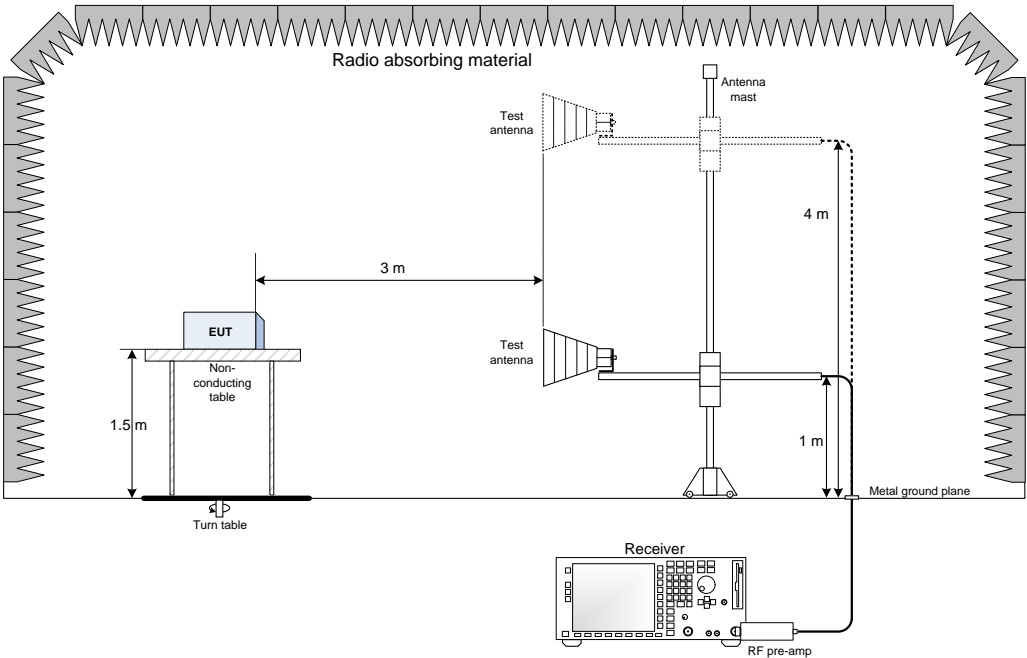 Radio absorbing material
Antenna
mast
Test
antenna
4 m
3 m
EUT
Test
antenna
Non-
conducting
table
1.5 m
1 m
Metal ground plane
Turn table
Receiver
RF pre-amp